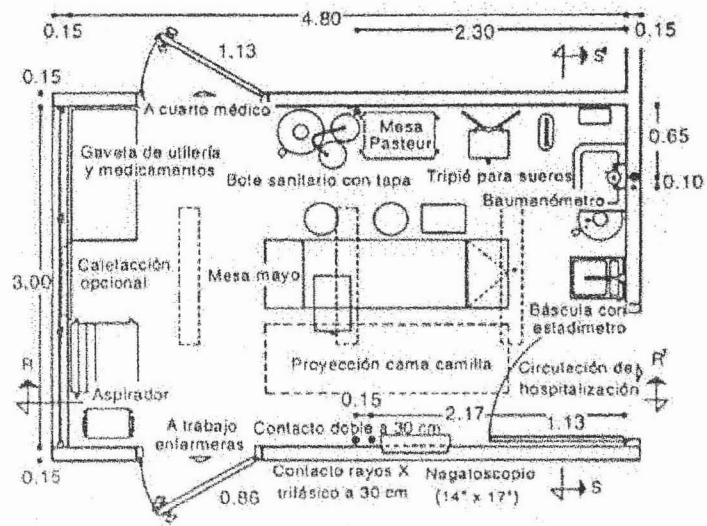 4.80
0.15
0.15
1.13
2.30
S'
0.15
A cuarto médico
Gaveta de utilería
y medicamentos
Mesa
Pasteur
Bote sanitario con tapa
Tripié para sueros
0.65
0.10
Baumanómetro
3.00
Calefacción
opcional
Mesa mayo
Báscula con
estadímetro
Proyección cama camilla
Circulación de
hospitalización
R
R'
Aspirador
0.15
2.17
1.13
A trabajo
enfermeras
Contacto doble a 30 cm
0.15
0.86
Contacto rayos X
trifásico a 30 cm
Nagatoscopio
(14" x 17")
S